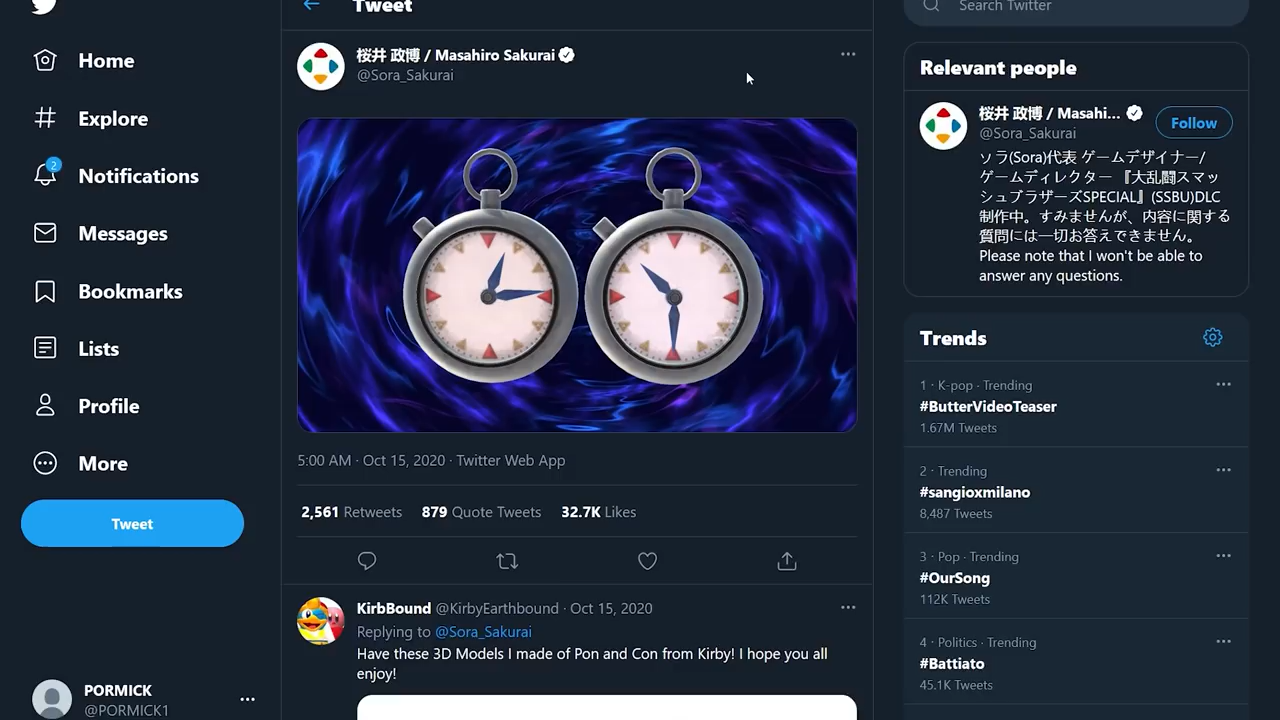 Home
Explore
2
Notifications
Messages
Bookmarks
Lists
Profile
More
Tweet
PORMICK
@PORMICK1
Tweet
桜井 政博 / Masahiro Sakurai
@Sora_Sakurai
5:00 AM · Oct 15, 2020 · Twitter Web App
2,561 Retweets 879 Quote Tweets 32.7K Likes
KirbBound @KirbyEarthbound · Oct 15, 2020
Replying to @Sora_Sakurai
Have these 3D Models I made of Pon and Con from Kirby! I hope you all
enjoy!
Search Twitter
Relevant people
桜井 政博 / Masahi...
@Sora_Sakurai
Follow
ソラ(Sora)代表 ゲームデザイナー/
ゲームディレクター 『大乱闘スマッ
シュブラザーズSPECIAL』(SSBU)DLC
制作中。すみませんが、内容に関する
質問には一切お答えできません。
Please note that I won't be able to
answer any questions.
Trends
1 · K-pop · Trending
#ButterVideoTeaser
1.67M Tweets
2 · Trending
#sangioxmilano
8,487 Tweets
3 · Pop · Trending
#OurSong
112K Tweets
4 · Politics · Trending
#Battiato
45.1K Tweets